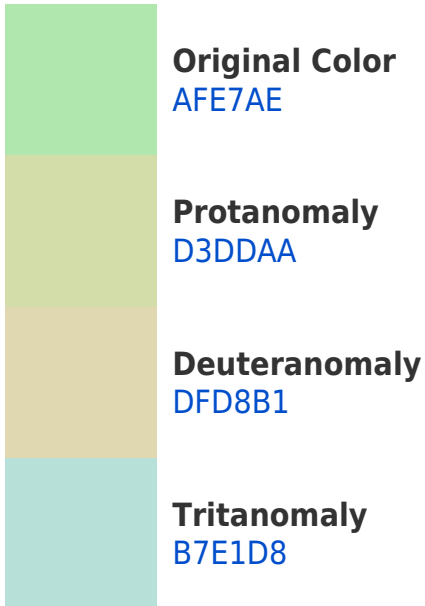 Original Color
AFE7AE
Protanomaly
D3DDAA
Deuteranomaly
DFD8B1
Tritanomaly
B7E1D8